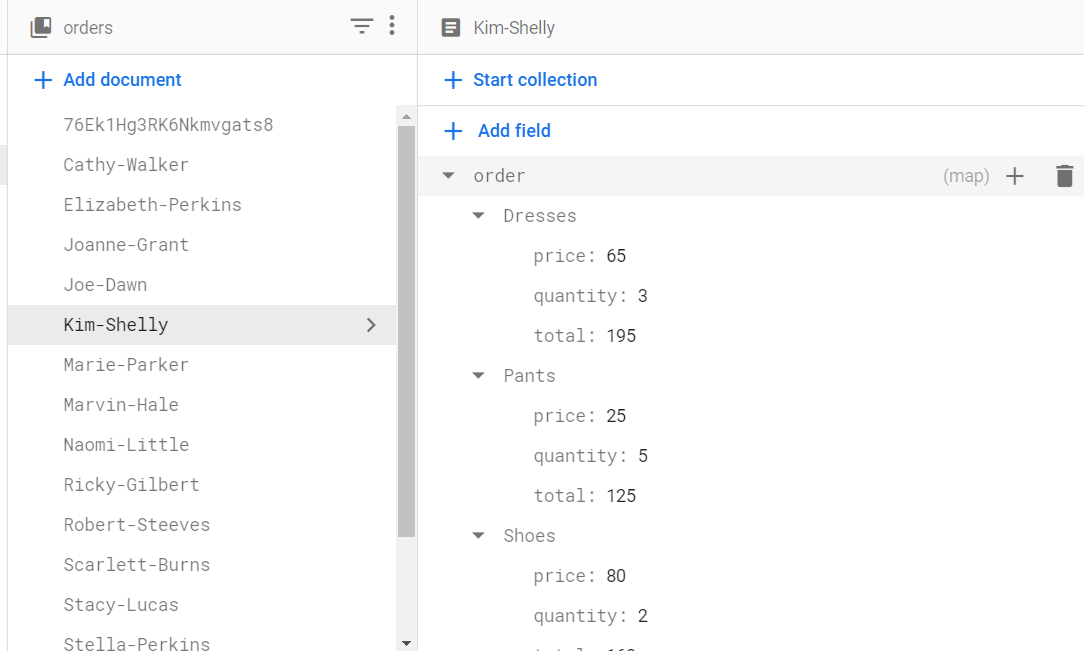 orders
Add document
76Ek1Hg3RK6Nkmvgats8
Cathy-Walker
Elizabeth-Perkins
Joanne-Grant
Joe-Dawn
Kim-Shelly
Marie-Parker
Marvin-Hale
Naomi-Little
Ricky-Gilbert
Robert-Steeves
Scarlett-Burns
Stacy-Lucas
Stella-Perkins
Kim-Shelly
Start collection
Add field
order (map)
Dresses
price: 65
quantity: 3
total: 195
Pants
price: 25
quantity: 5
total: 125
Shoes
price: 80
quantity: 2